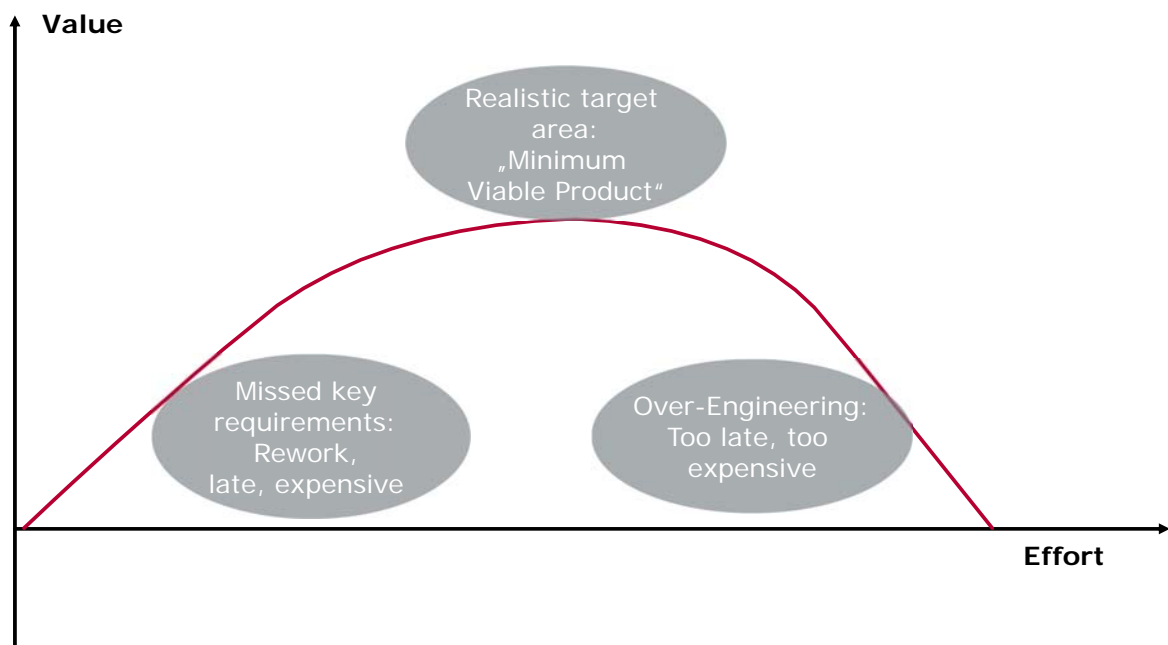 Value
Realistic target
area:
„Minimum
Viable Product“
Missed key
requirements:
Rework,
late, expensive
Over-Engineering:
Too late, too
expensive
Effort